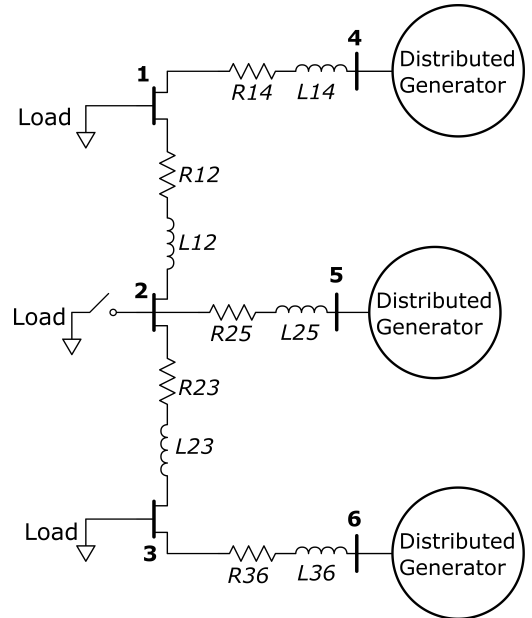 4
Distributed
Generator
1
R14
L14
Load
R12
L12
2
5
Distributed
Generator
Load
R25
L25
R23
L23
6
Distributed
Generator
Load
3
R36
L36